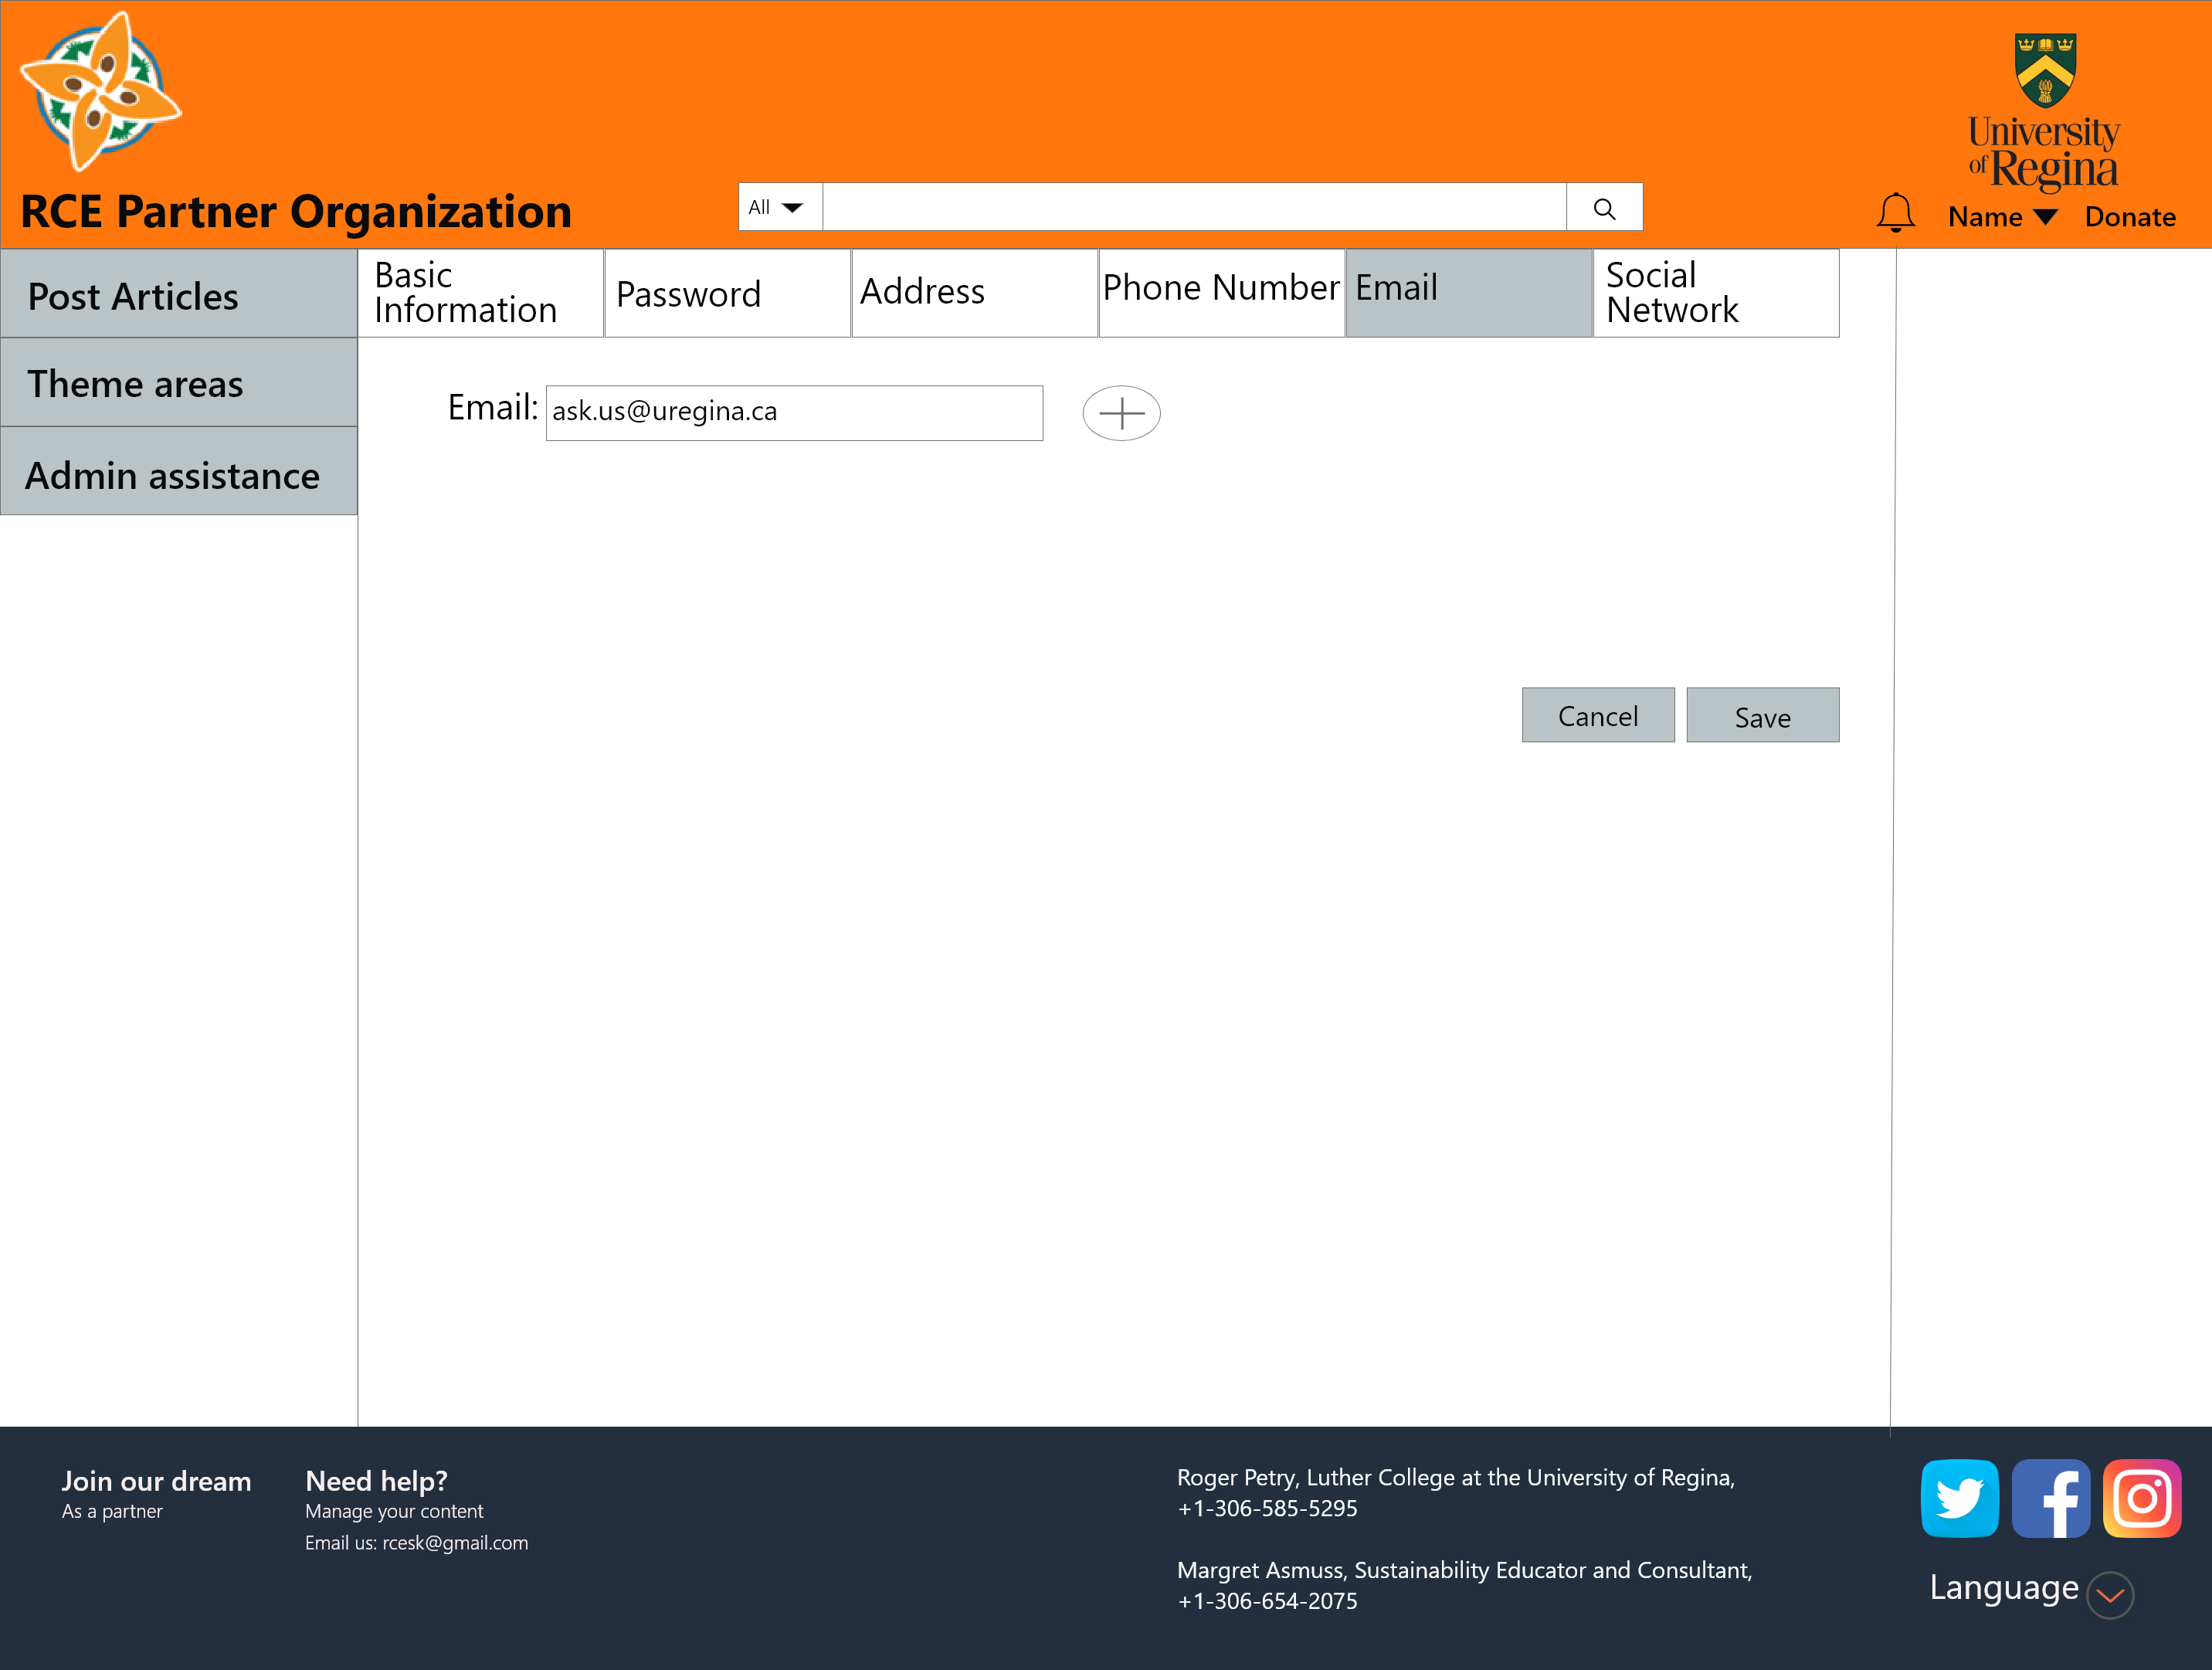 University
of Regina
RCE Partner Organization
All
Name
Donate
Post Articles
Theme areas
Admin assistance
Basic
Information
Password
Address
Phone Number
Email
Social
Network
Email:
ask.us@uregina.ca
Cancel
Save
Join our dream
As a partner
Need help?
Manage your content
Email us: rcesk@gmail.com
Roger Petry, Luther College at the University of Regina,
+1-306-585-5295
Margret Asmuss, Sustainability Educator and Consultant,
+1-306-654-2075
Language